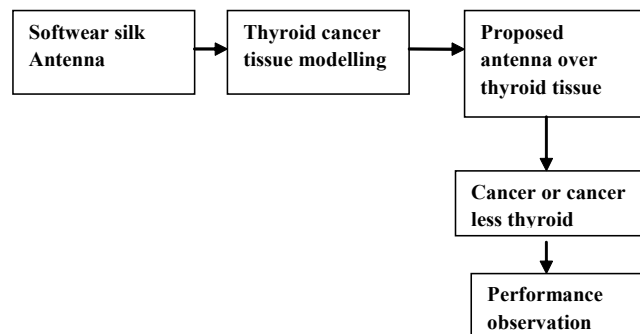 Softwear silk
Antenna
Thyroid cancer
tissue modelling
Proposed
antenna over
thyroid tissue
Cancer or cancer
less thyroid
Performance
observation